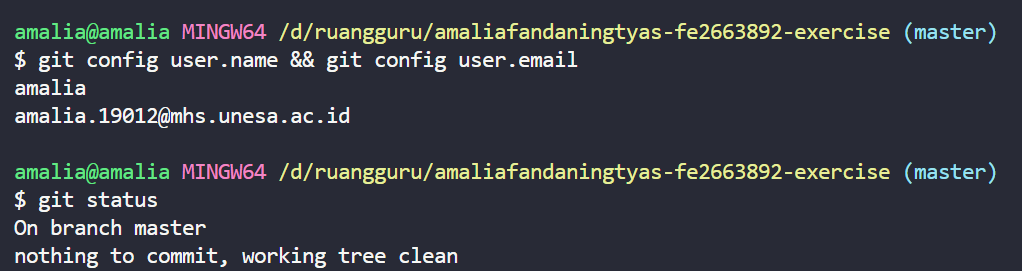 amalia@amalia MINGW64 /d/ruangguru/amaliafandaningtyas-fe2663892-exercise (master)
$ git config user.name && git config user.email
amalia
amalia.19012@mhs.unesa.ac.id
amalia@amalia MINGW64 /d/ruangguru/amaliafandaningtyas-fe2663892-exercise (master)
$ git status
On branch master
nothing to commit, working tree clean